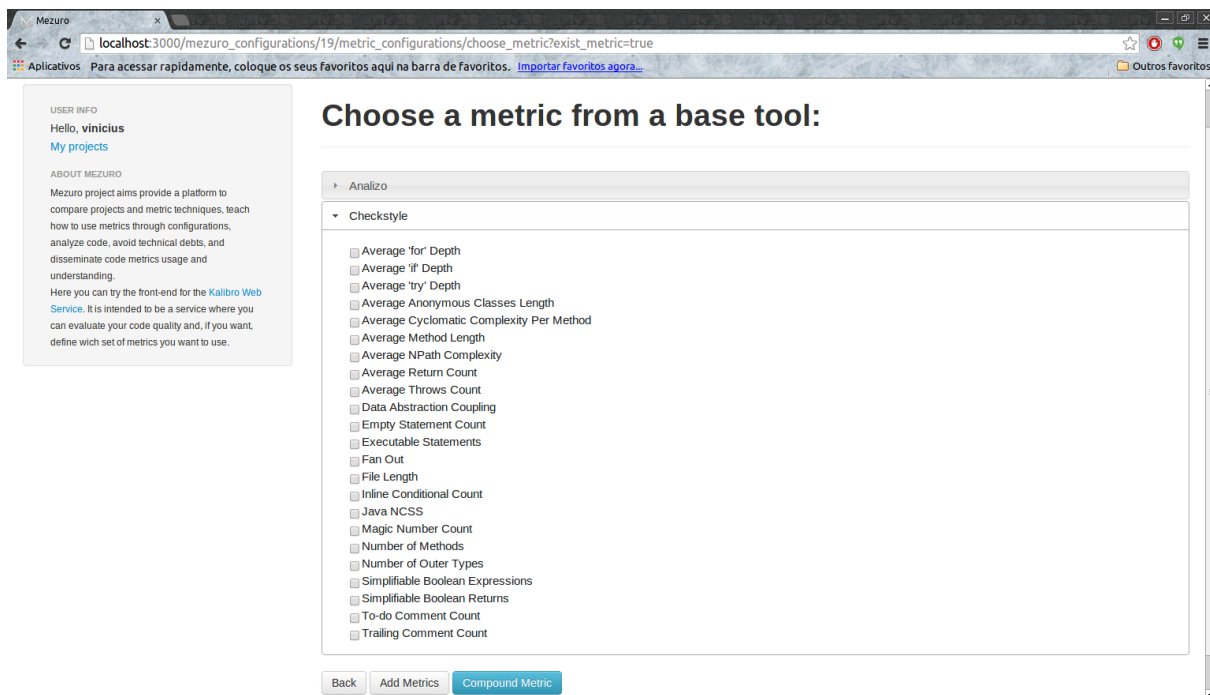 Mezuro
localhost:3000/mezuro_configurations/19/metric_configurations/choose_metric?exist_metric=true
Aplicativos Para acessar rapidamente, coloque os seus favoritos aqui na barra de favoritos. Importar favoritos agora... Outros favoritos
USER INFO
Hello, vinicius
My projects
ABOUT MEZURO
Mezuro project aims provide a platform to
compare projects and metric techniques, teach
how to use metrics through configurations,
analyze code, avoid technical debts, and
disseminate code metrics usage and
understanding.
Here you can try the front-end for the Kalibro Web
Service. It is intended to be a service where you
can evaluate your code quality and, if you want,
define wich set of metrics you want to use.
Choose a metric from a base tool:
Analizo
Checkstyle
Average 'for' Depth
Average 'if' Depth
Average 'try' Depth
Average Anonymous Classes Length
Average Cyclomatic Complexity Per Method
Average Method Length
Average NPath Complexity
Average Return Count
Average Throws Count
Data Abstraction Coupling
Empty Statement Count
Executable Statements
Fan Out
File Length
Inline Conditional Count
Java NCSS
Magic Number Count
Number of Methods
Number of Outer Types
Simplifiable Boolean Expressions
Simplifiable Boolean Returns
To-do Comment Count
Trailing Comment Count
Back Add Metrics Compound Metric